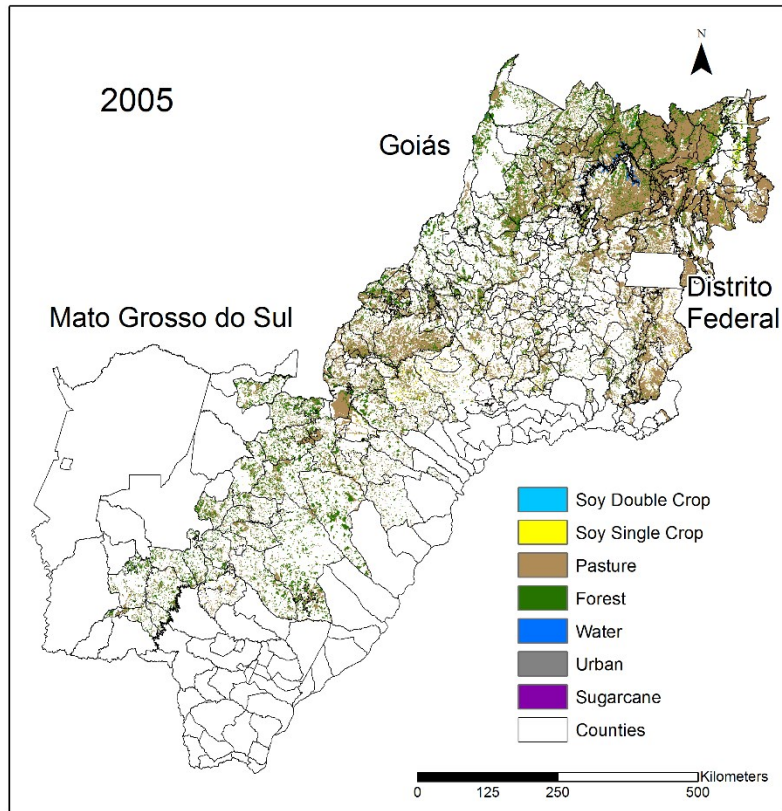 N
2005
Goiás
Distrito
Federal
Mato Grosso do Sul
Soy Double Crop
Soy Single Crop
Pasture
Forest
Water
Urban
Sugarcane
Counties
Kilometers
0 125 250 500